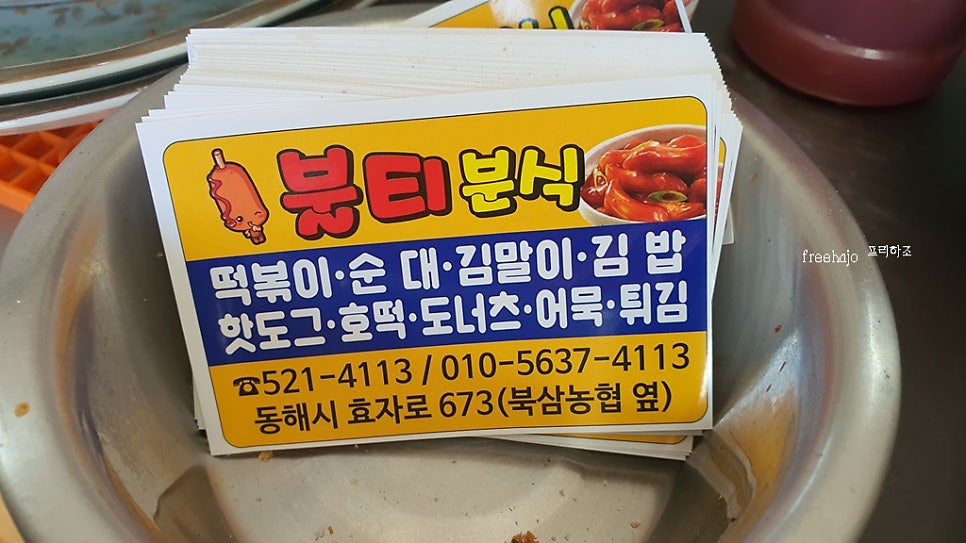 붓티 분식
떡볶이·순 대·김말이·김 밥
핫도그·호떡·도너츠·어묵·튀김
☎521-4113 / 010-5637-4113
동해시 효자로 673(북삼농협 옆)
freehajo 프리하조